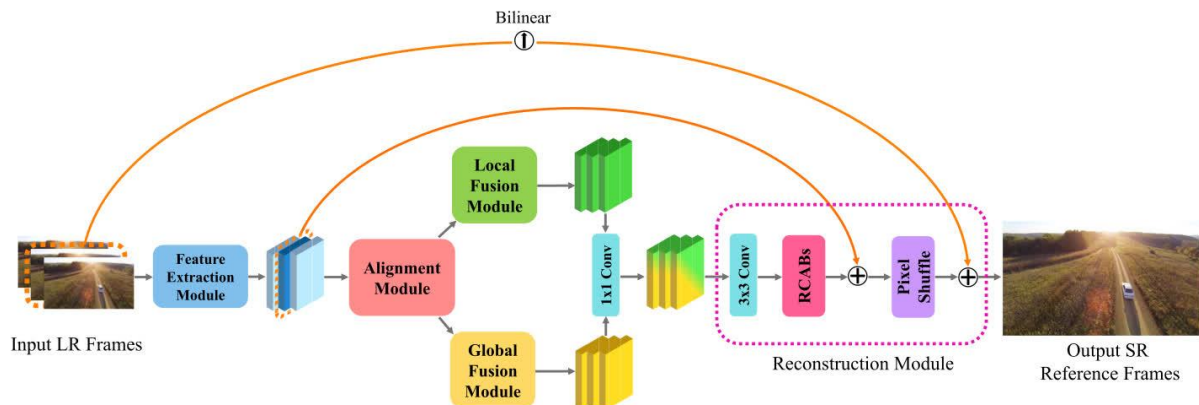 Bilinear
Input LR Frames
Feature
Extraction
Module
Alignment
Module
Local
Fusion
Module
Global
Fusion
Module
1x1 Conv
3x3 Conv
RCABs
Pixel
Shuffle
Reconstruction Module
Output SR
Reference Frames